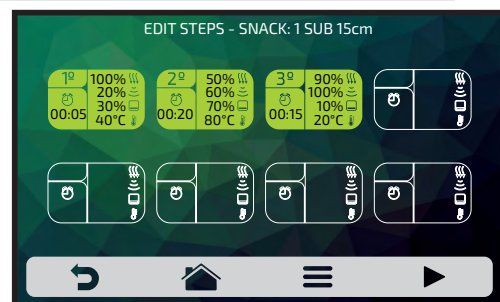 EDIT STEPS - SNACK: 1 SUB 15cm
1º 100%
20%
00:05 30%
40°C
2º 50%
60%
00:20 70%
80°C
3º 90%
100%
00:15 10%
20°C